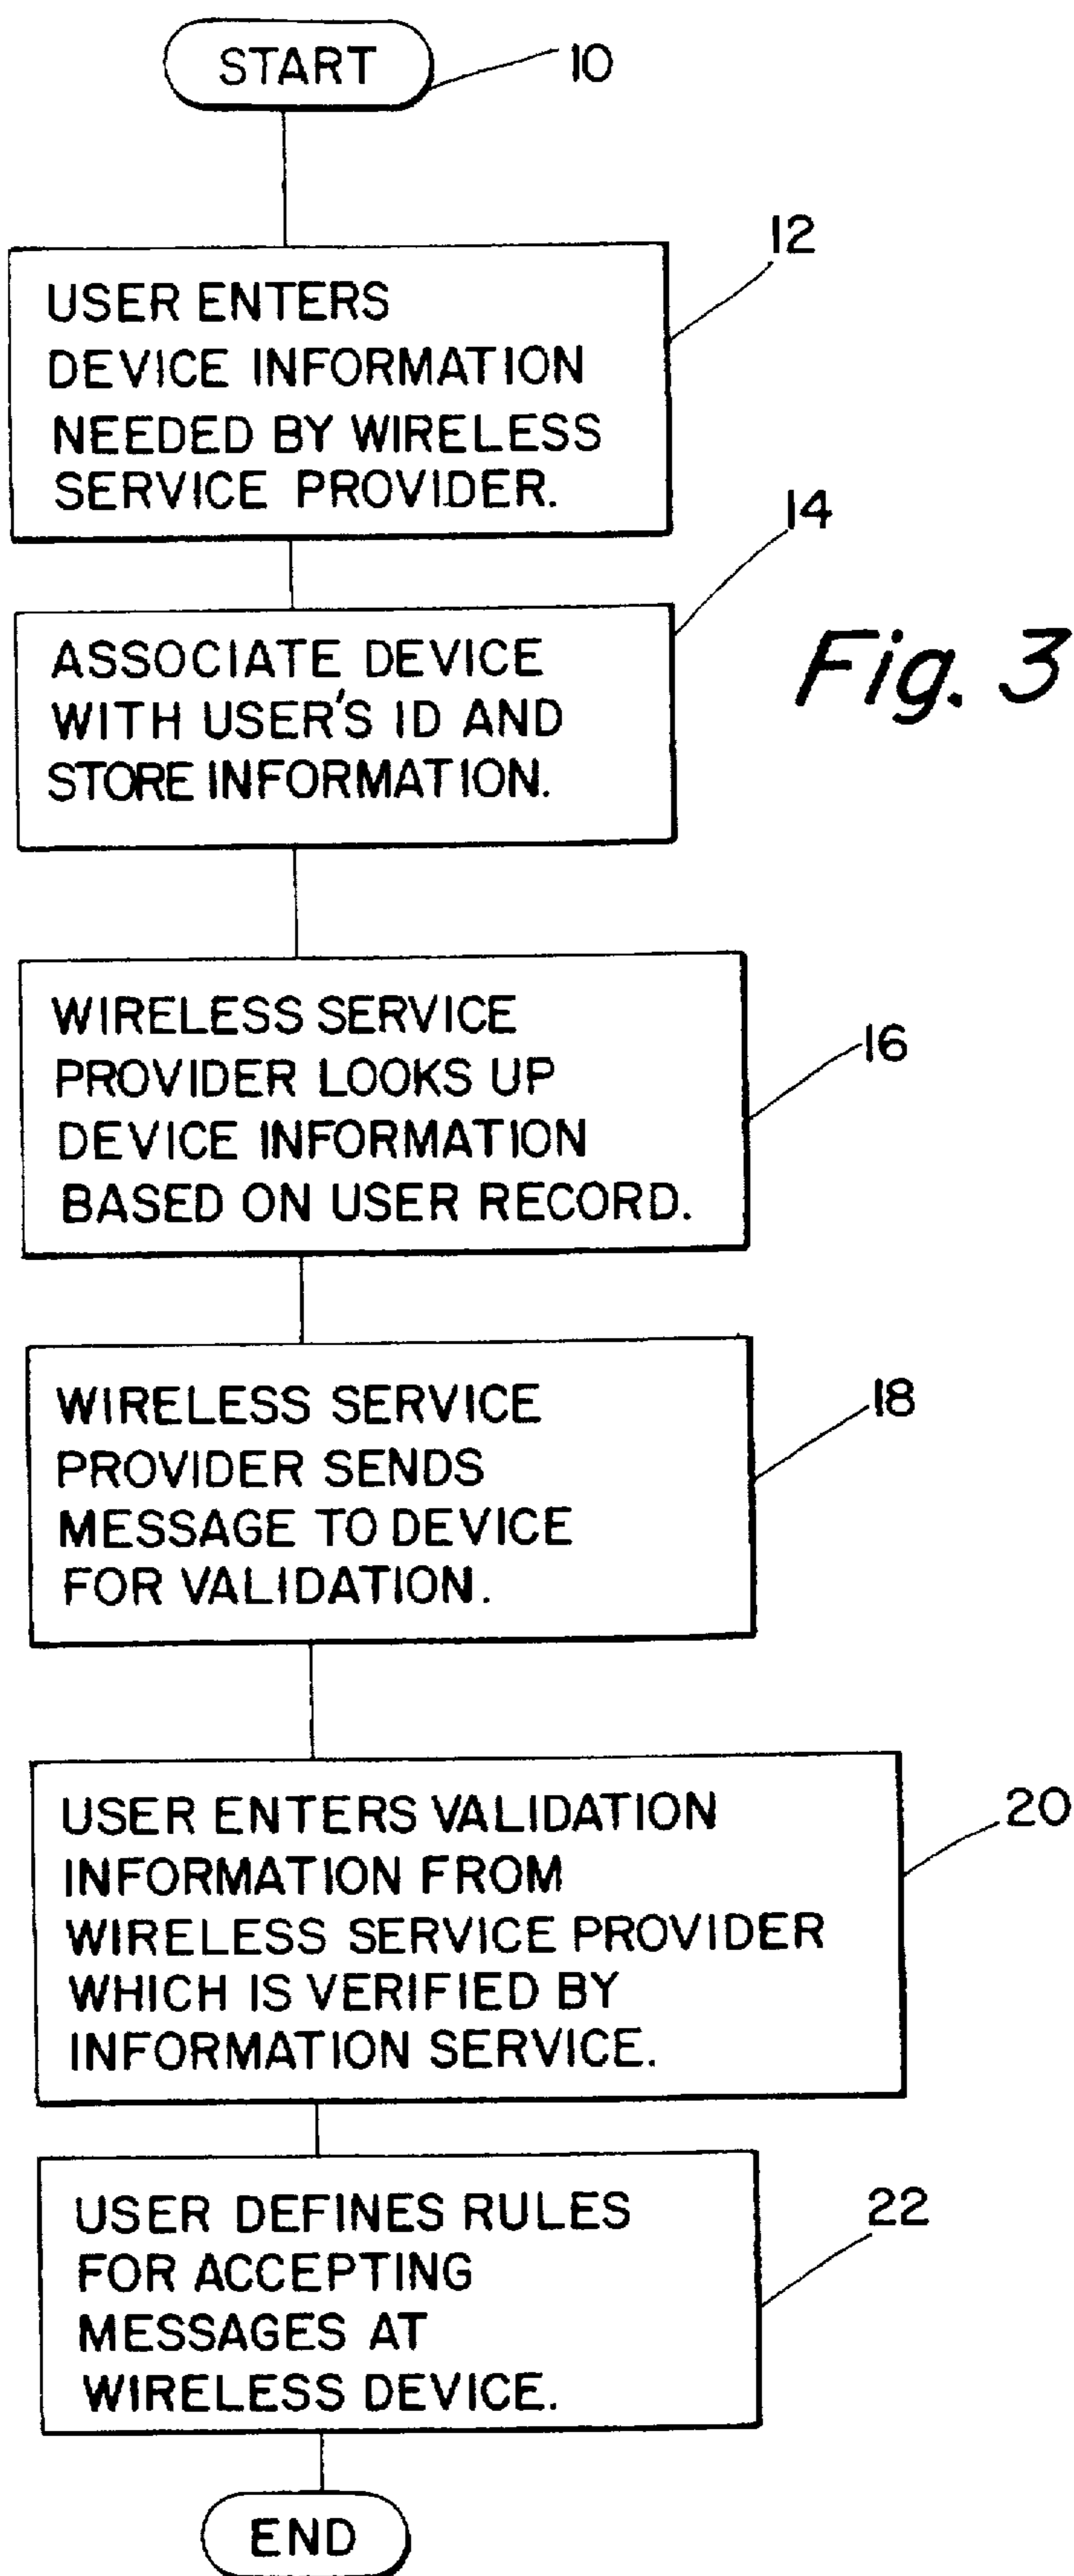 START
10
12
USER ENTERS
DEVICE INFORMATION
NEEDED BY WIRELESS
SERVICE PROVIDER.
14
ASSOCIATE DEVICE
WITH USER'S ID AND
STORE INFORMATION.
Fig. 3
WIRELESS SERVICE
PROVIDER LOOKS UP
DEVICE INFORMATION
BASED ON USER RECORD.
16
WIRELESS SERVICE
PROVIDER SENDS
MESSAGE TO DEVICE
FOR VALIDATION.
18
USER ENTERS VALIDATION
INFORMATION FROM
WIRELESS SERVICE PROVIDER
WHICH IS VERIFIED BY
INFORMATION SERVICE.
20
USER DEFINES RULES
FOR ACCEPTING
MESSAGES AT
WIRELESS DEVICE.
22
END